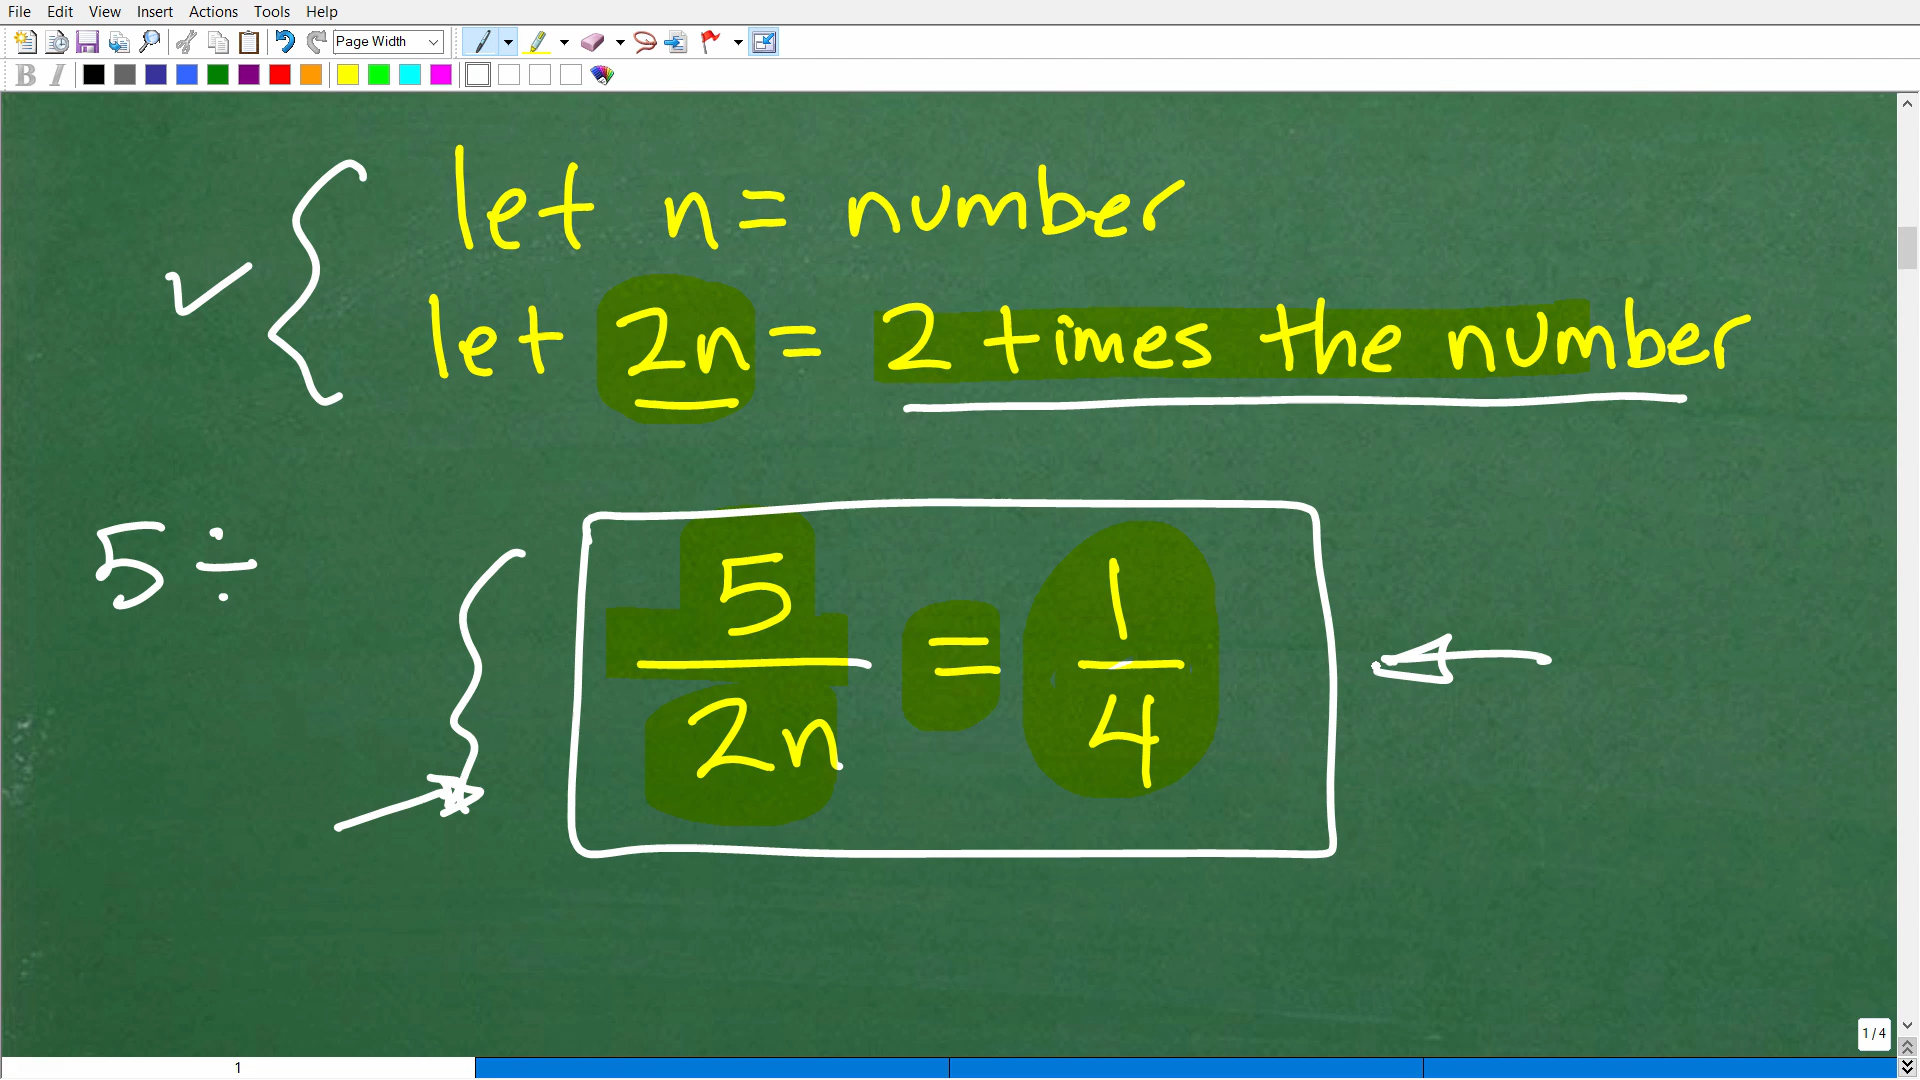 File Edit View Insert Actions Tools Help
Page Width
B I
let n = number
let 2n = 2 times the number
5 ÷
5/2n = 1/4
1 / 4
1